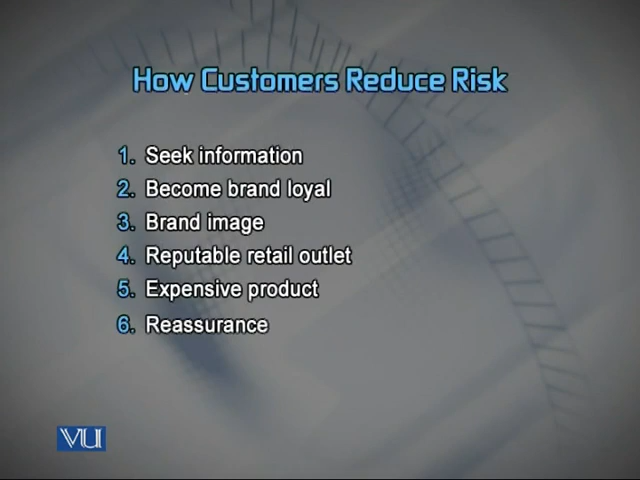 How Customers Reduce Risk
1. Seek information
2. Become brand loyal
3. Brand image
4. Reputable retail outlet
5. Expensive product
6. Reassurance
VU